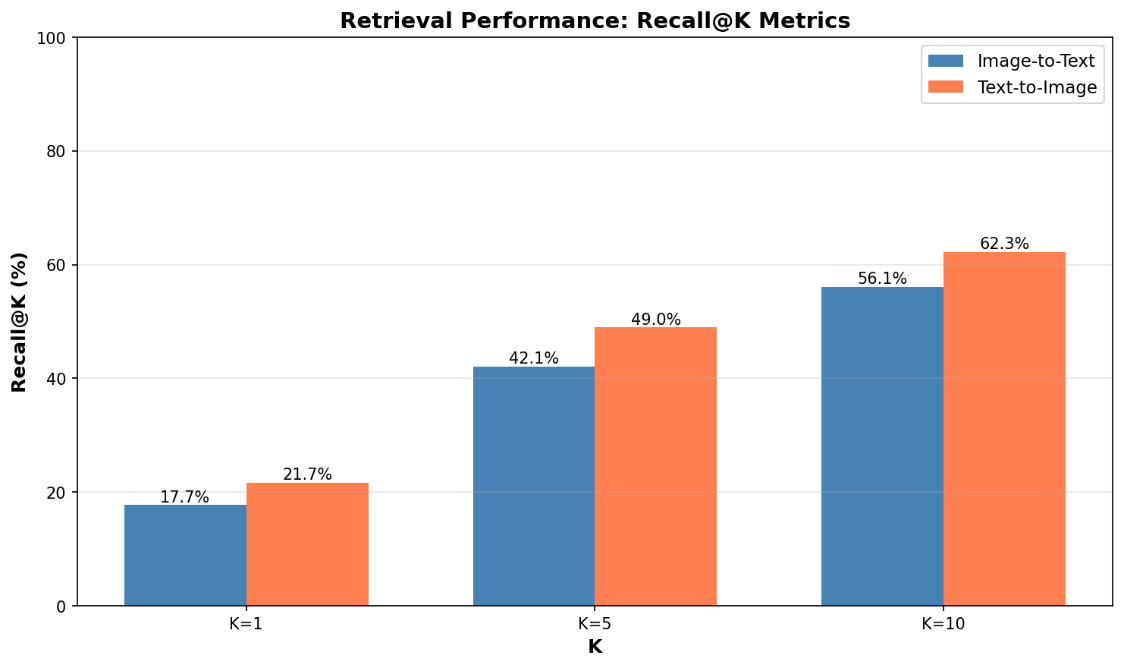 Retrieval Performance: Recall@K Metrics
100
80
60
40
20
0
Recall@K (%)
Image-to-Text
Text-to-Image
17.7%
21.7%
42.1%
49.0%
56.1%
62.3%
K=1
K=5
K=10
K